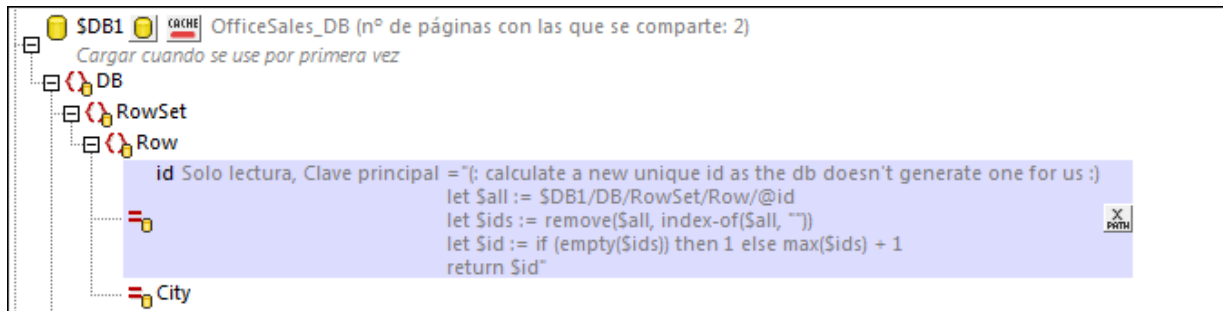 $DB1 CACHE OfficeSales_DB (nº de páginas con las que se comparte: 2)
Cargar cuando se use por primera vez
DB
RowSet
Row
id Solo lectura, Clave principal ="(: calculate a new unique id as the db doesn't generate one for us :)
let $all := $DB1/DB/RowSet/Row/@id
let $ids := remove($all, index-of($all, ""))
let $id := if (empty($ids)) then 1 else max($ids) + 1
return $id"
X PATH
City